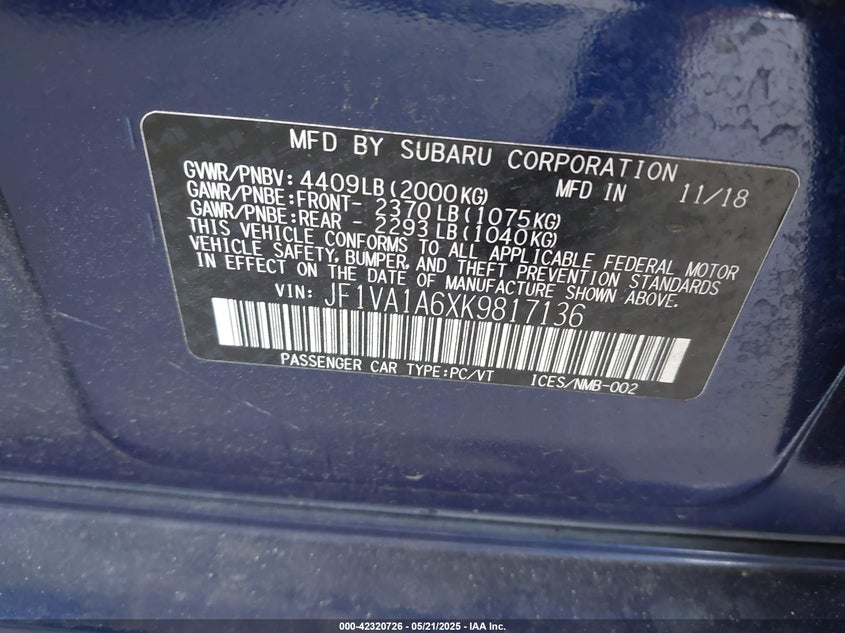 MFD BY SUBARU CORPORATION
GVWR/PNBV: 4409LB(2000KG) MFD IN 11/18
GAWR/PNBE:FRONT- 2370LB(1075KG)
GAWR/PNBE:REAR - 2293LB(1040KG)
THIS VEHICLE CONFORMS TO ALL APPLICABLE FEDERAL MOTOR
VEHICLE SAFETY, BUMPER, AND THEFT PREVENTION STANDARDS
IN EFFECT ON THE DATE OF MANUFACTURE SHOWN ABOVE.
VIN: JF1VA1A6XK9817136
PASSENGER CAR TYPE:PC/VT ICES/NMB-002
000-42320726 - 05/21/2025 - IAA Inc.